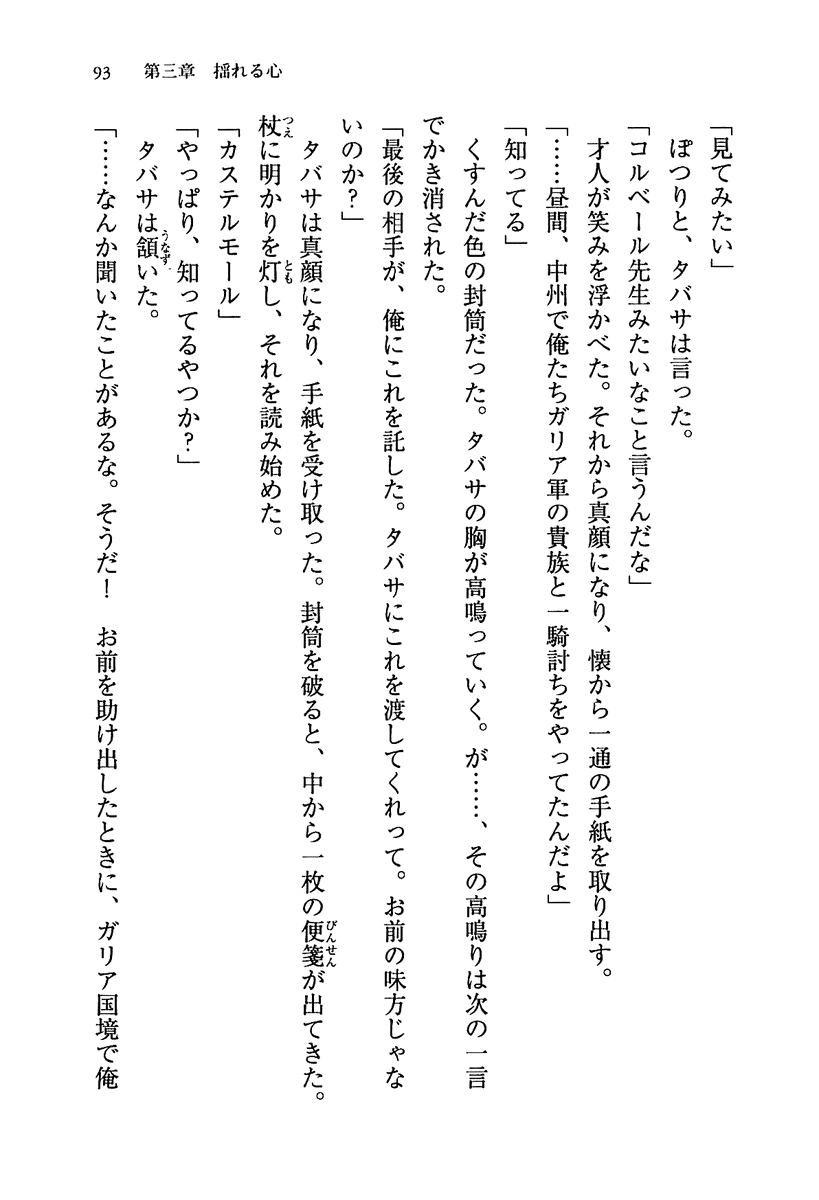 93　第三章　揺れる心
「見てみたい」
　ぽつりと、タバサは言った。
「コルベール先生みたいなこと言うんだな」
　才人が笑みを浮かべた。それから真顔になり、懐から一通の手紙を取り出す。
「……昼間、中州で俺たちガリア軍の貴族と一騎討ちをやってたんだよ」
「知ってる」
　くすんだ色の封筒だった。タバサの胸が高鳴っていく。が……、その高鳴りは次の一言
でかき消された。
「最後の相手が、俺にこれを託した。タバサにこれを渡してくれって。お前の味方じゃな
いのか？」
　タバサは真顔になり、手紙を受け取った。封筒を破ると、中から一枚の便箋が出てきた。
杖に明かりを灯し、それを読み始めた。
「カステルモール」
「やっぱり、知ってるやつか？」
　タバサは頷いた。
「……なんか聞いたことがあるな。そうだ！　お前を助け出したときに、ガリア国境で俺